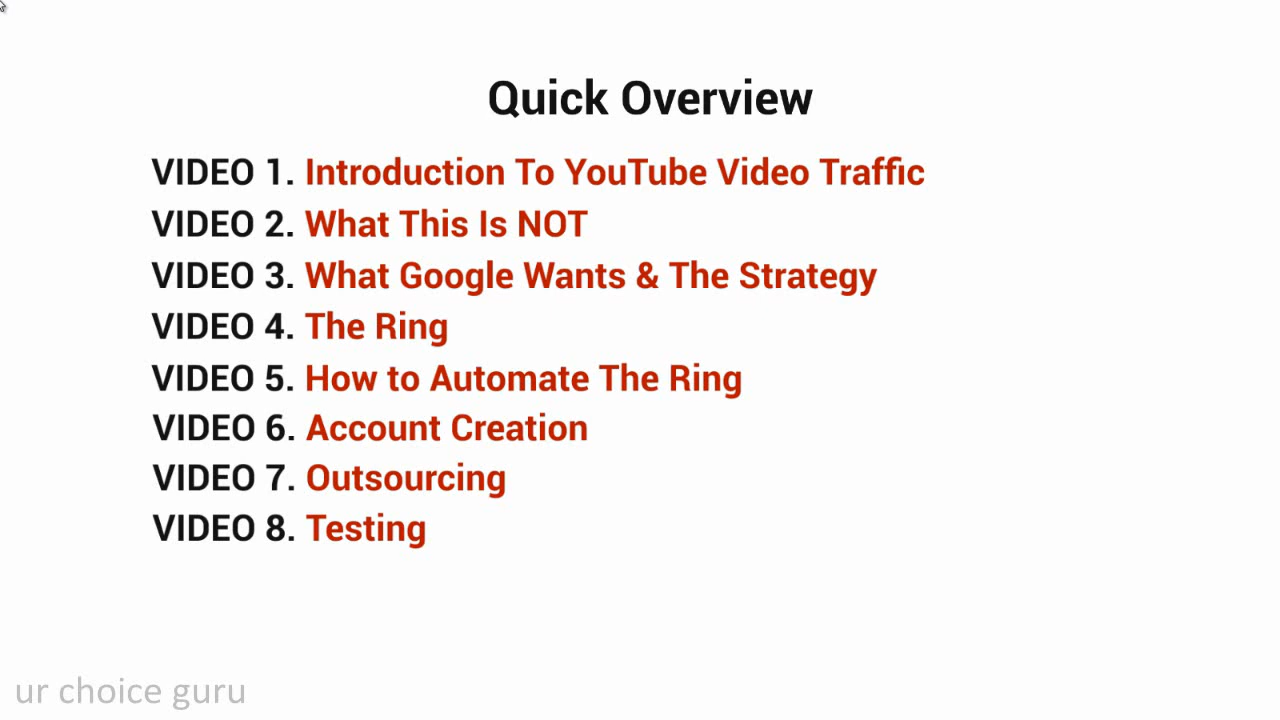 Quick Overview
VIDEO 1. Introduction To YouTube Video Traffic
VIDEO 2. What This Is NOT
VIDEO 3. What Google Wants & The Strategy
VIDEO 4. The Ring
VIDEO 5. How to Automate The Ring
VIDEO 6. Account Creation
VIDEO 7. Outsourcing
VIDEO 8. Testing
ur choice guru